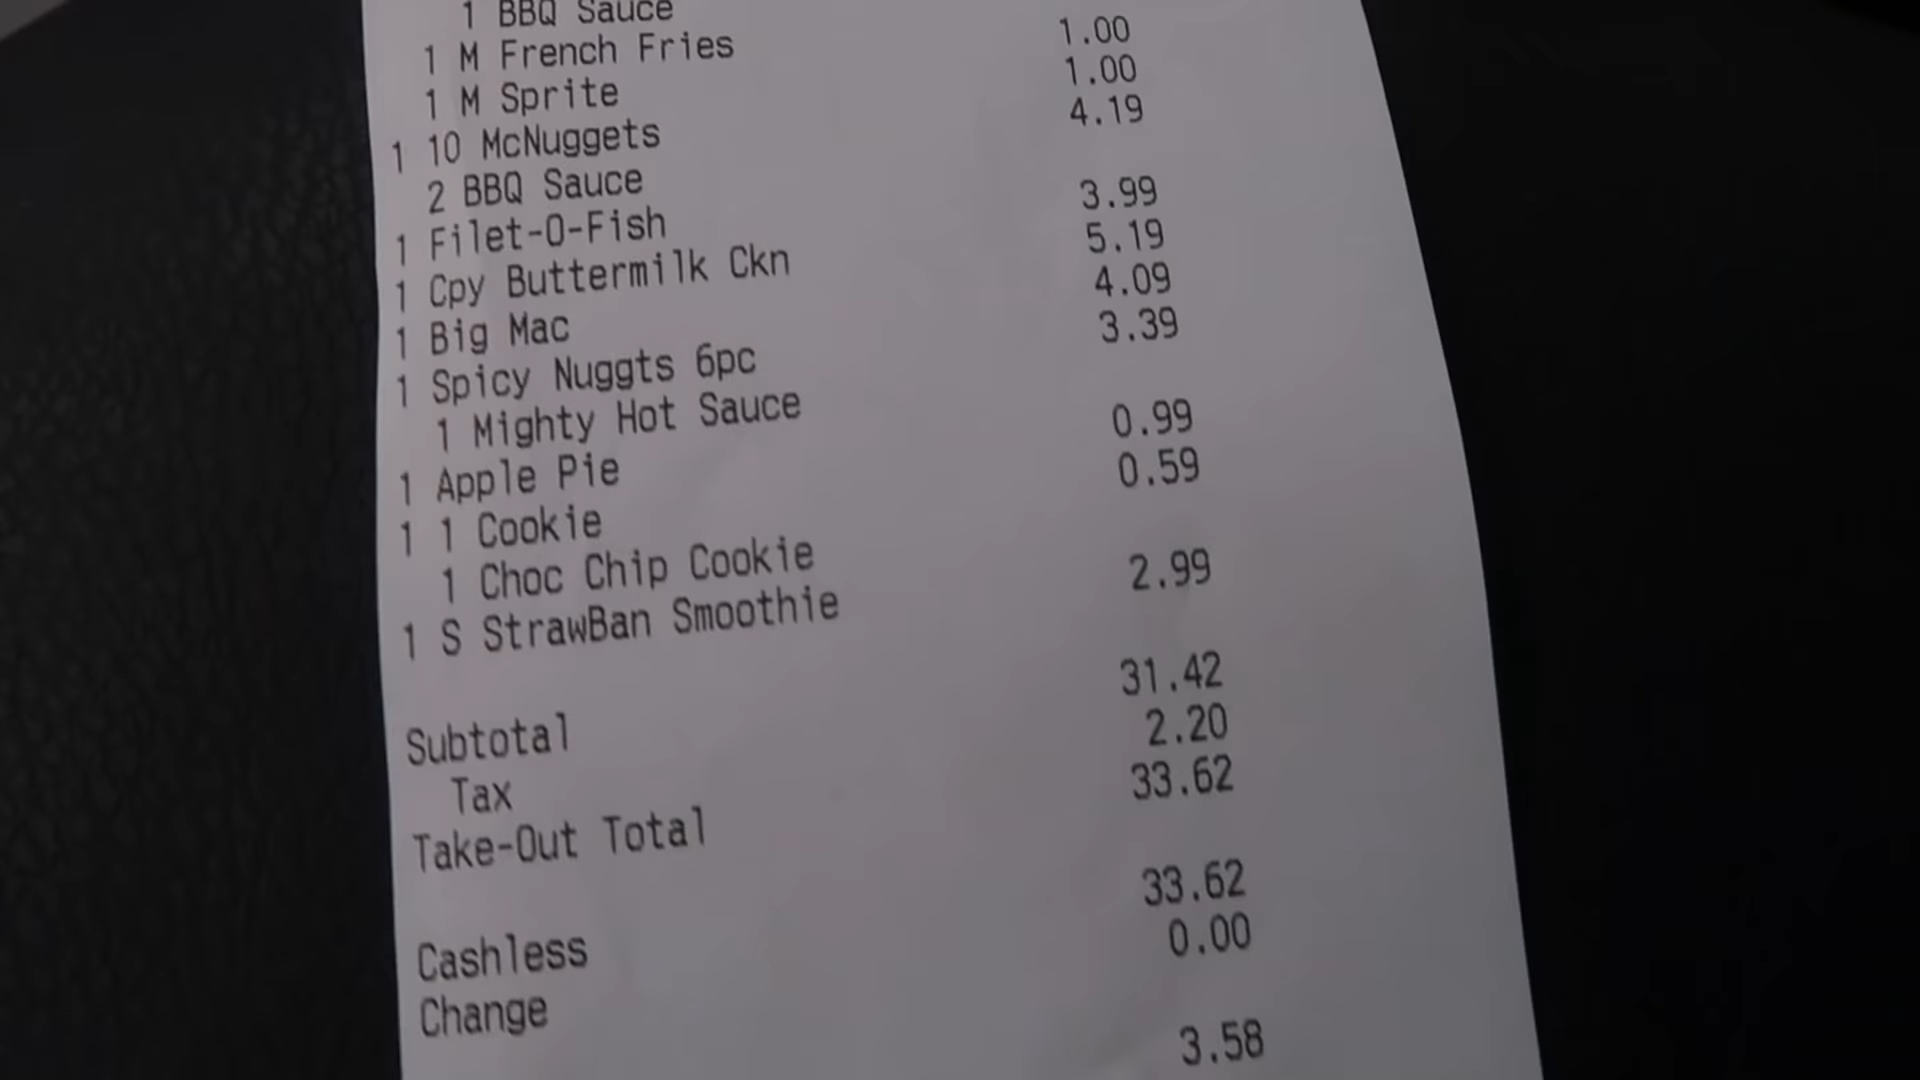 1 BBQ Sauce
1 M French Fries 1.00
1 M Sprite 1.00
1 10 McNuggets 4.19
2 BBQ Sauce
1 Filet-O-Fish 3.99
1 Cpy Buttermilk Ckn 5.19
1 Big Mac 4.09
1 Spicy Nuggts 6pc 3.39
1 Mighty Hot Sauce
1 Apple Pie 0.99
1 1 Cookie 0.59
1 Choc Chip Cookie
1 S StrawBan Smoothie 2.99
Subtotal 31.42
Tax 2.20
Take-Out Total 33.62
Cashless 33.62
Change 0.00
3.58